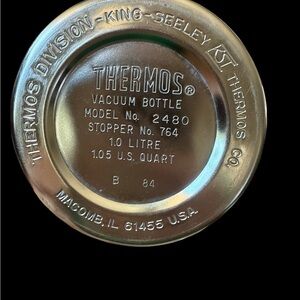 THERMOS DIVISION-KING-SEELEY KST THERMOS CO.
THERMOS®
VACUUM BOTTLE
MODEL No. 2480
STOPPER No. 764
1.0 LITRE
1.05 U.S. QUART
B 84
MACOMB, IL 61455 U.S.A.